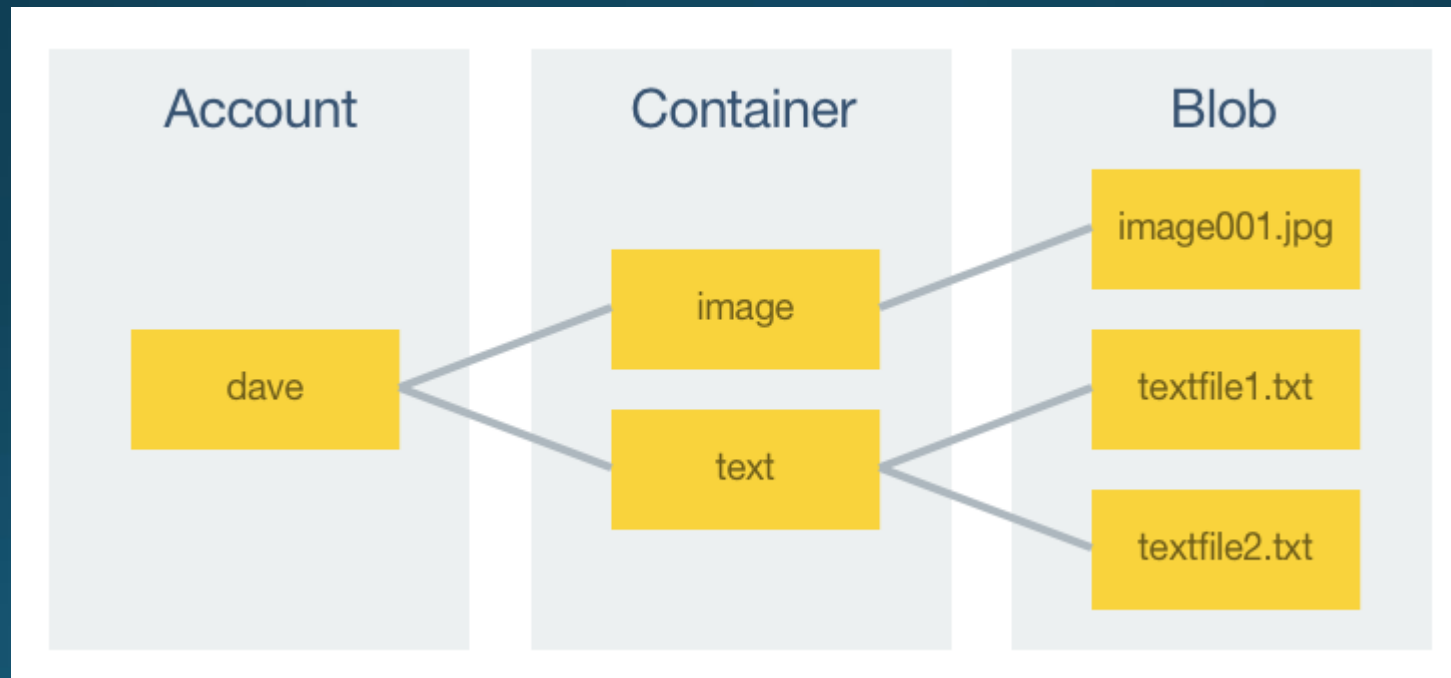 Account
Container
Blob
dave
image
text
image001.jpg
textfile1.txt
textfile2.txt